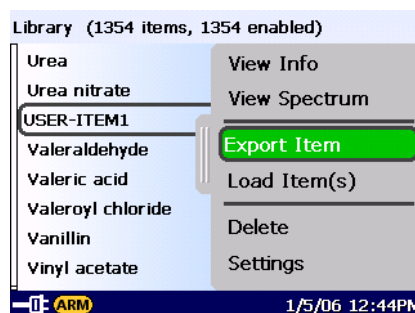 Library (1354 items, 1354 enabled)
Urea
Urea nitrate
USER-ITEM1
Valeraldehyde
Valeric acid
Valeroyl chloride
Vanillin
Vinyl acetate
View Info
View Spectrum
Export Item
Load Item(s)
Delete
Settings
ARM
1/5/06 12:44PM